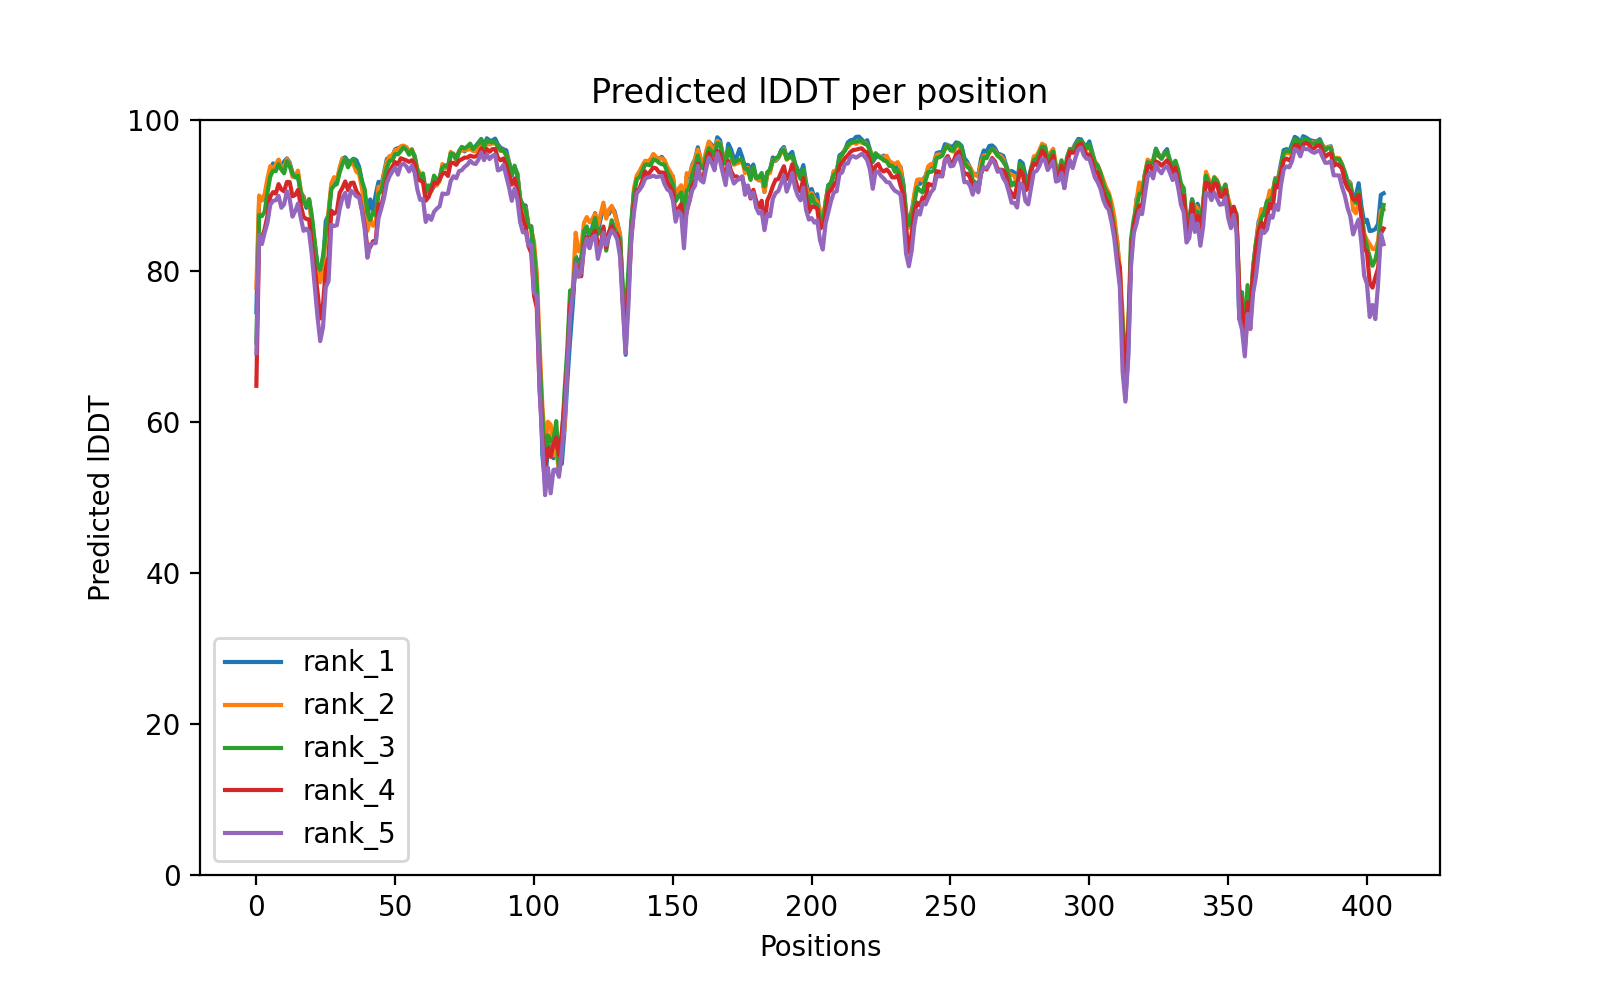 Predicted lDDT per position
100
80
60
40
20
0
Predicted lDDT
rank_1
rank_2
rank_3
rank_4
rank_5
0 50 100 150 200 250 300 350 400
Positions